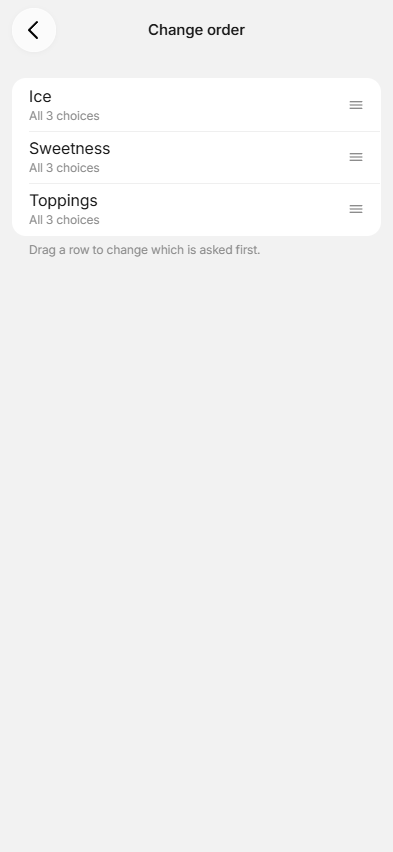 Change order
Ice
All 3 choices
Sweetness
All 3 choices
Toppings
All 3 choices
Drag a row to change which is asked first.